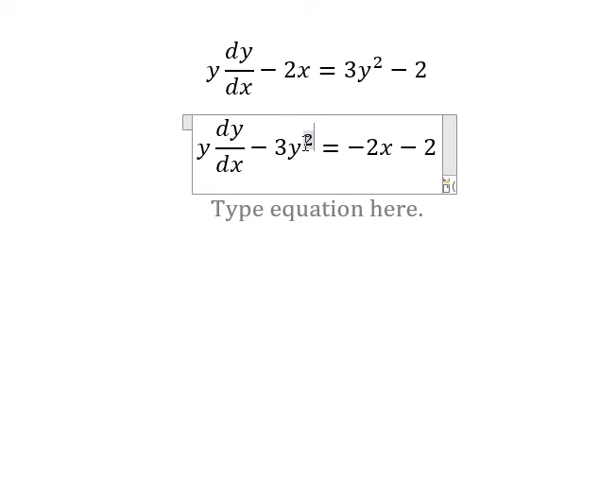 y dy/dx − 2x = 3y² − 2
y dy/dx − 3y² = −2x − 2
Type equation here.